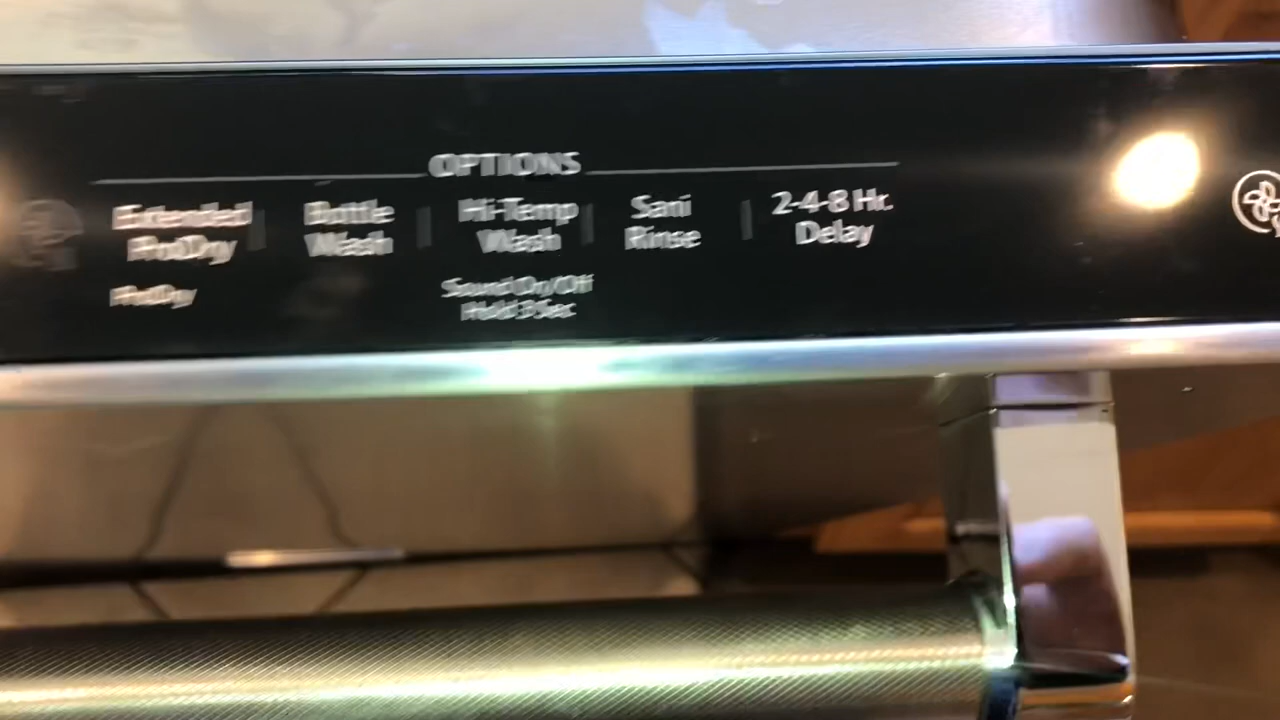 OPTIONS
Extended Bottle Hi-Temp Sani 2-4-8 Hr.
ProDry Wash Wash Rinse Delay
ProDry Sound On/Off
Hold 3 Sec